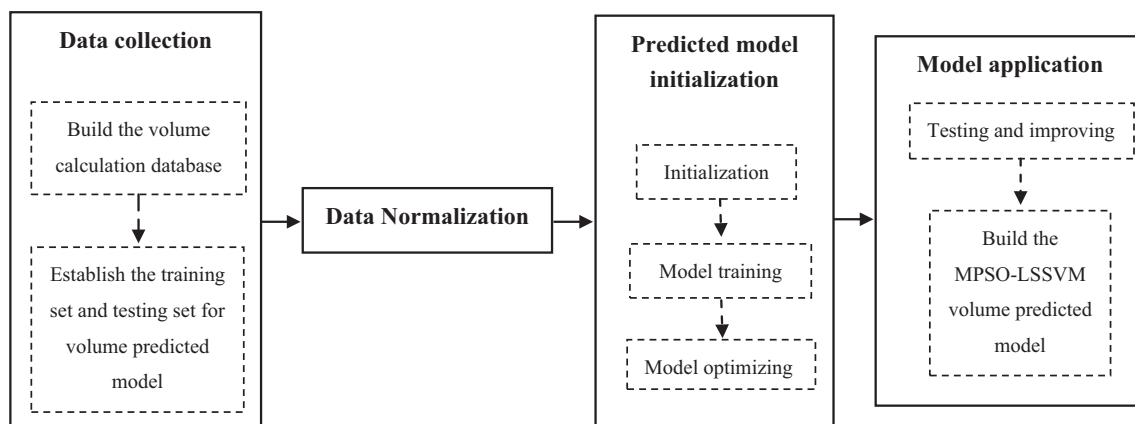 Data collection
Build the volume
calculation database
Establish the training
set and testing set for
volume predicted
model
Data Normalization
Predicted model
initialization
Initialization
Model training
Model optimizing
Model application
Testing and improving
Build the
MPSO-LSSVM
volume predicted
model